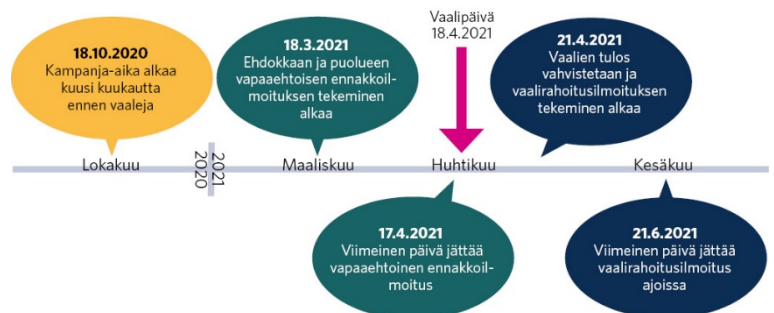 18.10.2020
Kampanja-aika alkaa
kuusi kuukautta
ennen vaaleja
18.3.2021
Ehdokkaan ja puolueen
vapaaehtoisen ennakkoil-
moituksen tekeminen
alkaa
Vaalipäivä
18.4.2021
21.4.2021
Vaalien tulos
vahvistetaan ja
vaalirahoitusilmoituksen
tekeminen alkaa
Lokakuu
2020
2021
Maaliskuu
Huhtikuu
Kesäkuu
17.4.2021
Viimeinen päivä jättää
vapaaehtoinen ennakkoil-
moitus
21.6.2021
Viimeinen päivä jättää
vaalirahoitusilmoitus
ajoissa